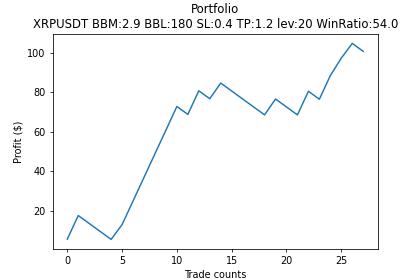 Portfolio
XRPUSDT BBM:2.9 BBL:180 SL:0.4 TP:1.2 lev:20 WinRatio:54.0
Profit ($)
100
80
60
40
20
0 5 10 15 20 25
Trade counts